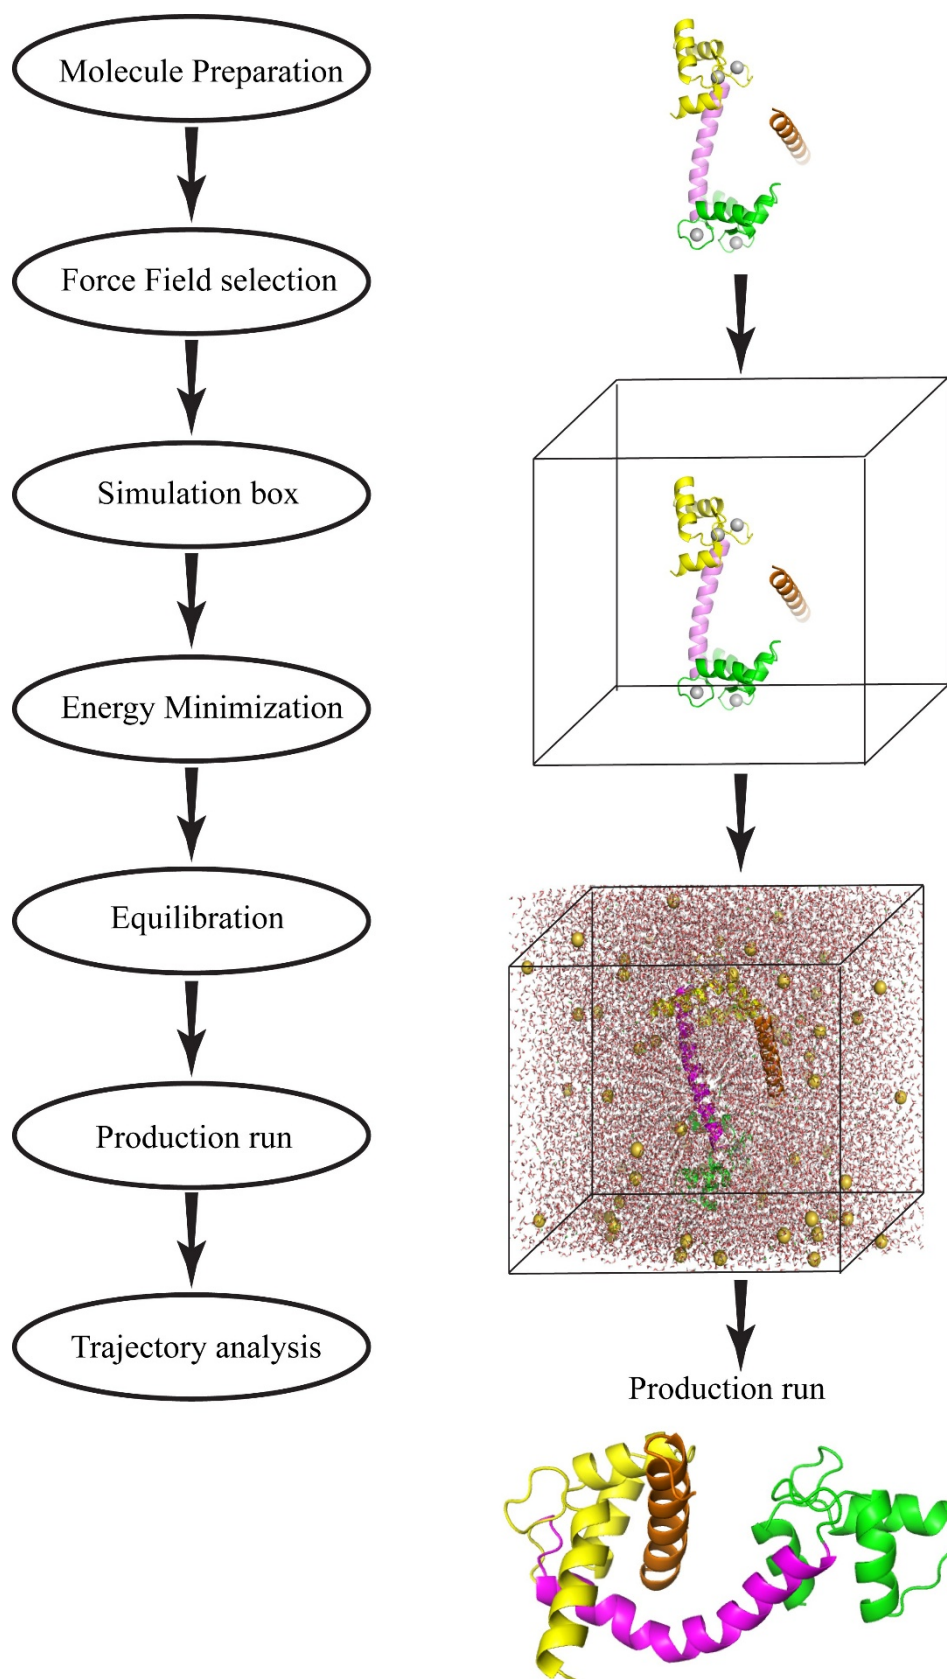 Molecule Preparation
Force Field selection
Simulation box
Energy Minimization
Equilibration
Production run
Trajectory analysis
Production run